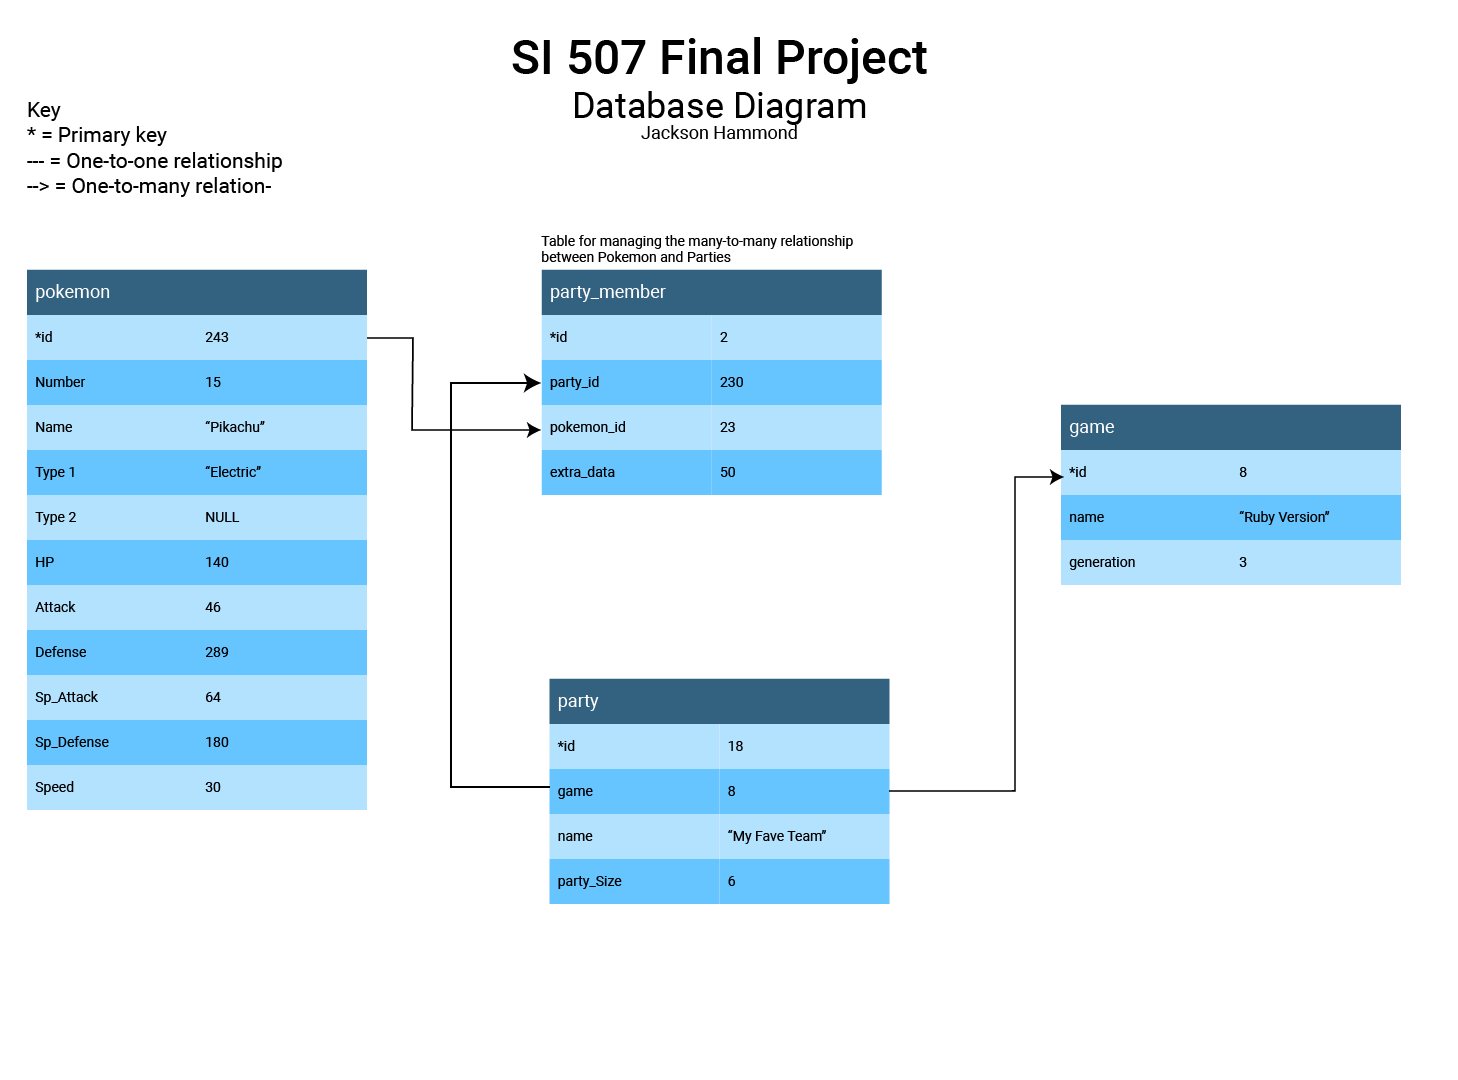 SI 507 Final Project
Database Diagram
Jackson Hammond
Key
* = Primary key
--- = One-to-one relationship
--> = One-to-many relation-
pokemon
*id 243
Number 15
Name “Pikachu”
Type 1 “Electric”
Type 2 NULL
HP 140
Attack 46
Defense 289
Sp_Attack 64
Sp_Defense 180
Speed 30
Table for managing the many-to-many relationship
between Pokemon and Parties
party_member
*id 2
party_id 230
pokemon_id 23
extra_data 50
party
*id 18
game 8
name “My Fave Team”
party_Size 6
game
*id 8
name “Ruby Version”
generation 3